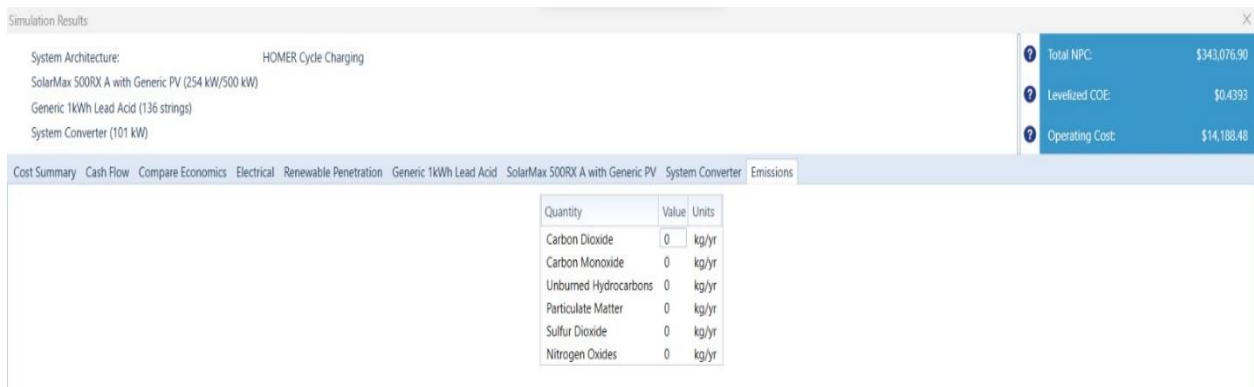 Simulation Results X
System Architecture: HOMER Cycle Charging
SolarMax 500RX A with Generic PV (254 kW/500 kW)
Generic 1kWh Lead Acid (136 strings)
System Converter (101 kW)
? Total NPC: $343,076.90
? Levelized COE: $0.4393
? Operating Cost: $14,188.48
Cost Summary Cash Flow Compare Economics Electrical Renewable Penetration Generic 1kWh Lead Acid SolarMax 500RX A with Generic PV System Converter Emissions
Quantity Value Units
Carbon Dioxide 0 kg/yr
Carbon Monoxide 0 kg/yr
Unburned Hydrocarbons 0 kg/yr
Particulate Matter 0 kg/yr
Sulfur Dioxide 0 kg/yr
Nitrogen Oxides 0 kg/yr